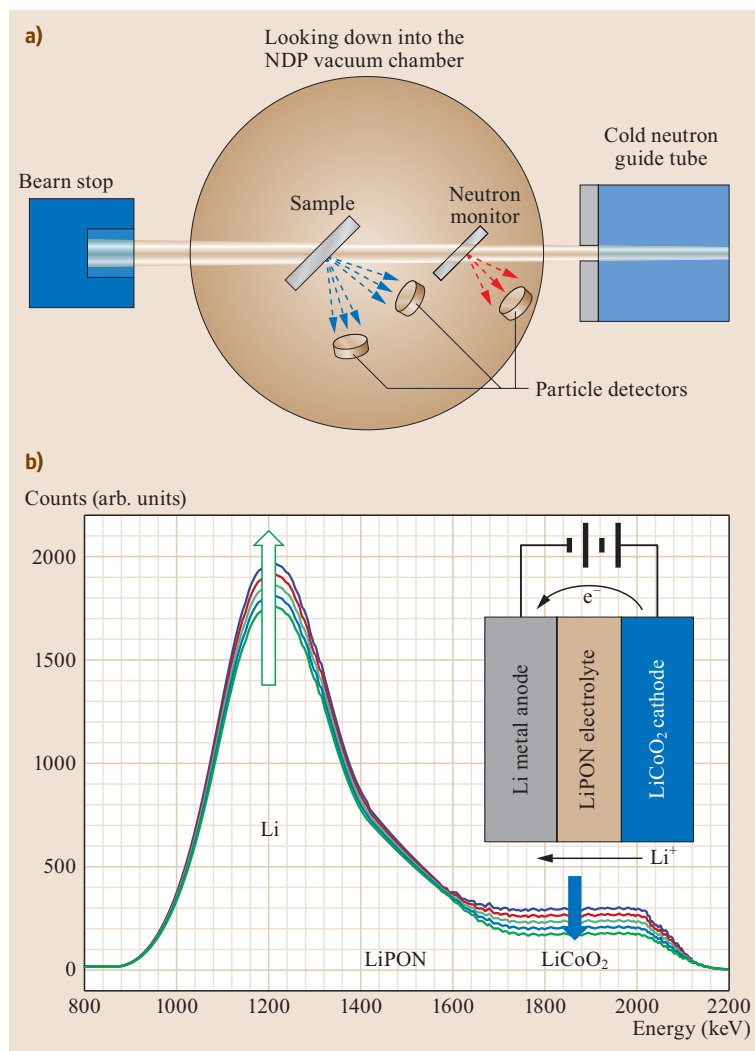 a)
Looking down into the
NDP vacuum chamber
Cold neutron
guide tube
Bearn stop
Sample
Neutron
monitor
Particle detectors
b)
Counts (arb. units)
2000
1500
1000
500
0
e−
Li metal anode
LiPON electrolyte
LiCoO2 cathode
Li+
Li
LiPON
LiCoO2
800 1000 1200 1400 1600 1800 2000 2200
Energy (keV)